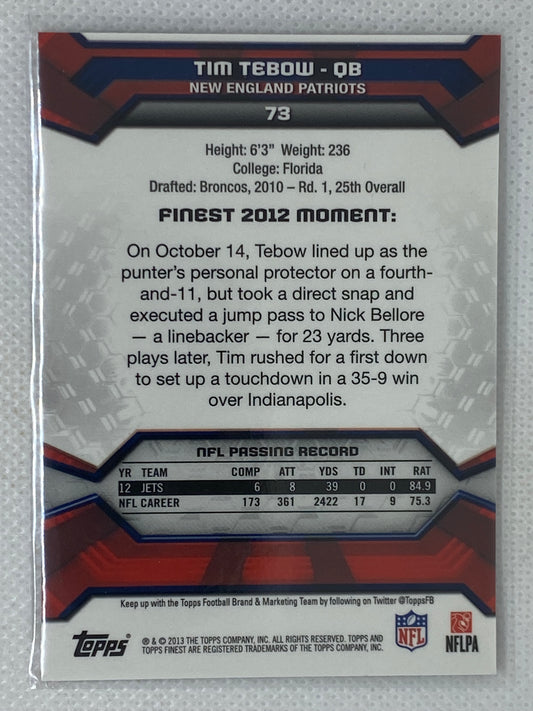 TIM TEBOW - QB
NEW ENGLAND PATRIOTS
73
Height: 6'3" Weight: 236
College: Florida
Drafted: Broncos, 2010 – Rd. 1, 25th Overall
FINEST 2012 MOMENT:
On October 14, Tebow lined up as the
punter's personal protector on a fourth-
and-11, but took a direct snap and
executed a jump pass to Nick Bellore
— a linebacker — for 23 yards. Three
plays later, Tim rushed for a first down
to set up a touchdown in a 35-9 win
over Indianapolis.
NFL PASSING RECORD
YR TEAM COMP ATT YDS TD INT RAT
12 JETS 6 8 39 0 0 84.9
NFL CAREER 173 361 2422 17 9 75.3
Keep up with the Topps Football Brand & Marketing Team by following on Twitter @ToppsFB
Topps
® & © 2013 THE TOPPS COMPANY, INC. ALL RIGHTS RESERVED. TOPPS AND
TOPPS FINEST ARE REGISTERED TRADEMARKS OF THE TOPPS COMPANY, INC.
NFL
NFLPA